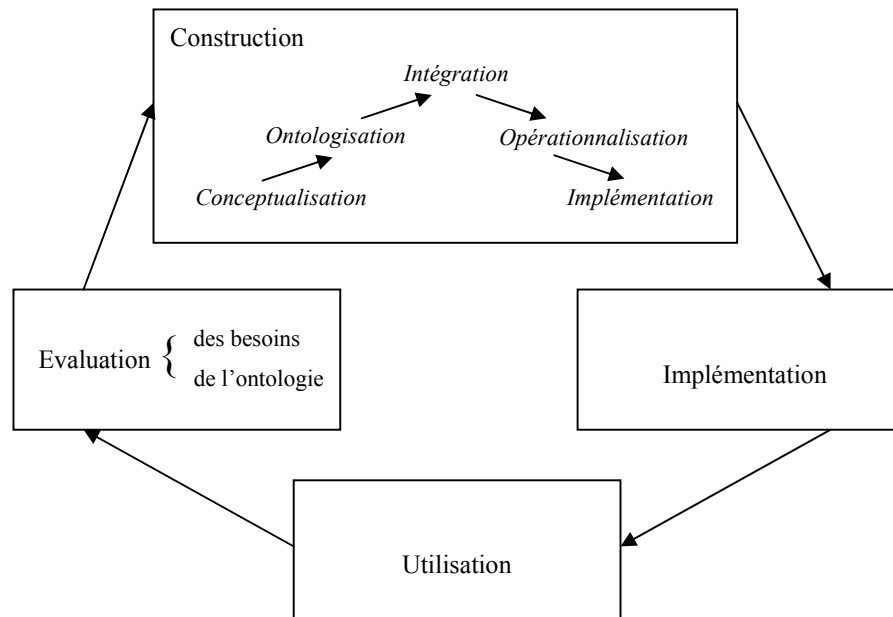 Construction
Intégration
Ontologisation
Opérationnalisation
Conceptualisation
Implémentation
Evaluation { des besoins
de l’ontologie
Implémentation
Utilisation